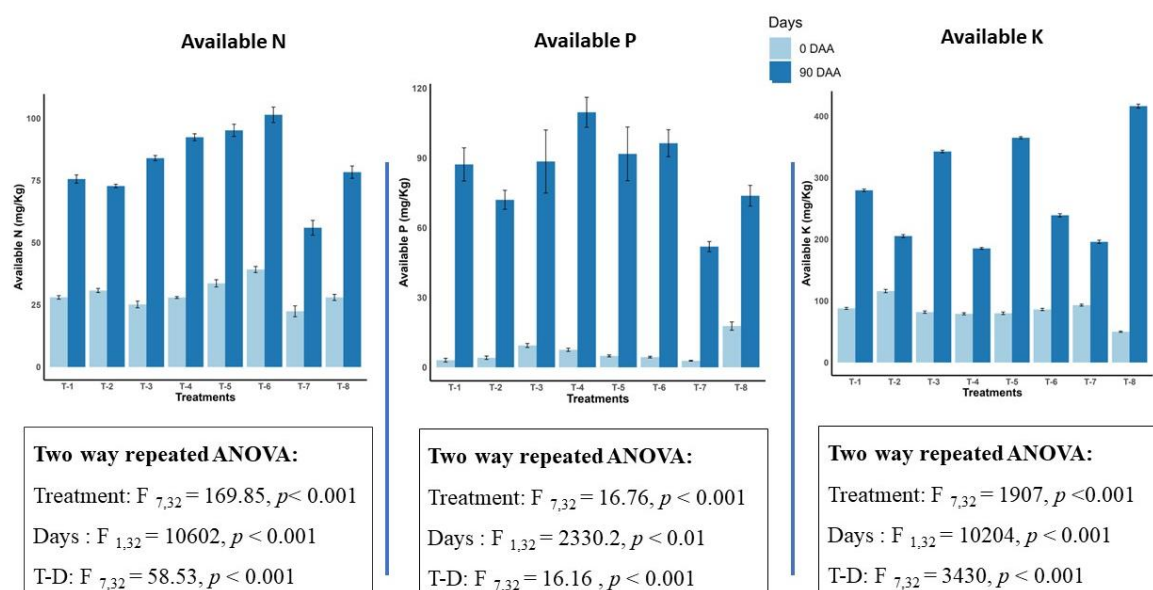 Days
0 DAA
90 DAA
Available N
Available P
Available K
Available N (mg/Kg)
100
75
50
25
0
T-1 T-2 T-3 T-4 T-5 T-6 T-7 T-8
Treatments
Available P (mg/Kg)
120
90
60
30
0
T-1 T-2 T-3 T-4 T-5 T-6 T-7 T-8
Treatments
Available K (mg/Kg)
400
300
200
100
0
T-1 T-2 T-3 T-4 T-5 T-6 T-7 T-8
Treatments
Two way repeated ANOVA:
Treatment: F 7,32 = 169.85, p< 0.001
Days : F 1,32 = 10602, p < 0.001
T-D: F 7,32 = 58.53, p < 0.001
Two way repeated ANOVA:
Treatment: F 7,32 = 16.76, p < 0.001
Days : F 1,32 = 2330.2, p < 0.01
T-D: F 7,32 = 16.16 , p < 0.001
Two way repeated ANOVA:
Treatment: F 7,32 = 1907, p <0.001
Days : F 1,32 = 10204, p < 0.001
T-D: F 7,32 = 3430, p < 0.001